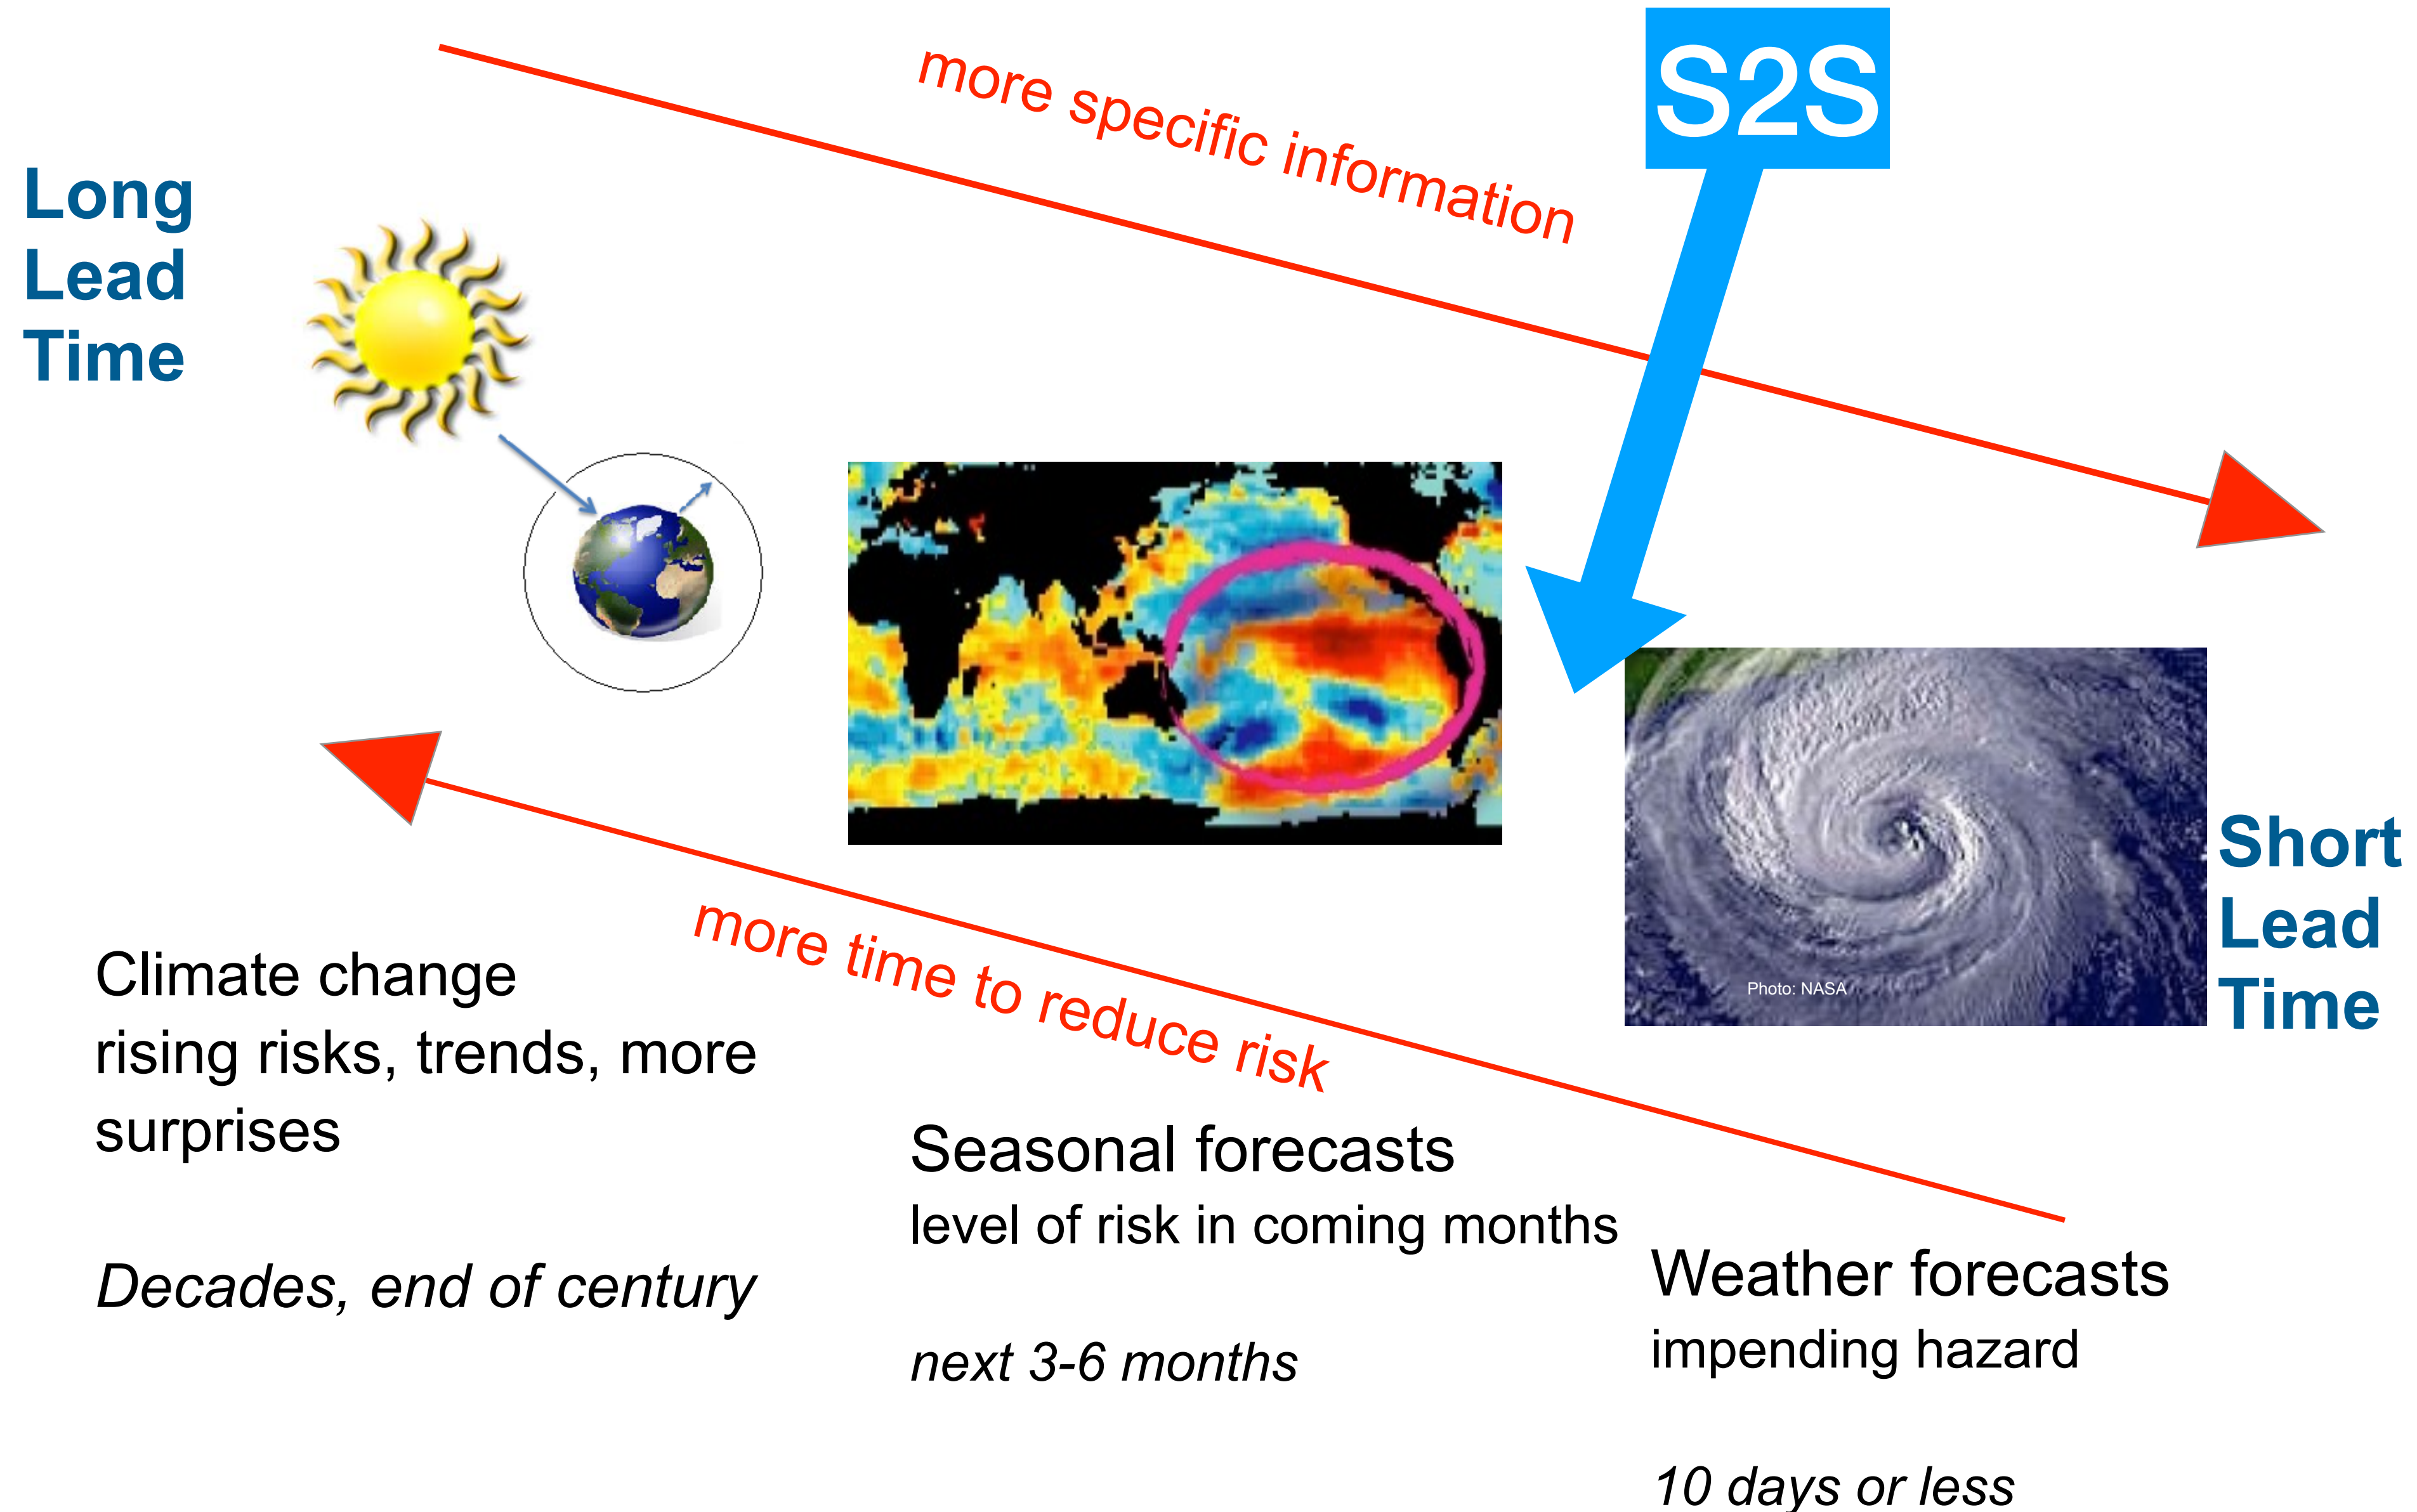 S2S
more specific information
Long
Lead
Time
Short
Lead
Time
Photo: NASA
more time to reduce risk
Climate change
rising risks, trends, more
surprises
Decades, end of century
Seasonal forecasts
level of risk in coming months
next 3-6 months
Weather forecasts
impending hazard
10 days or less